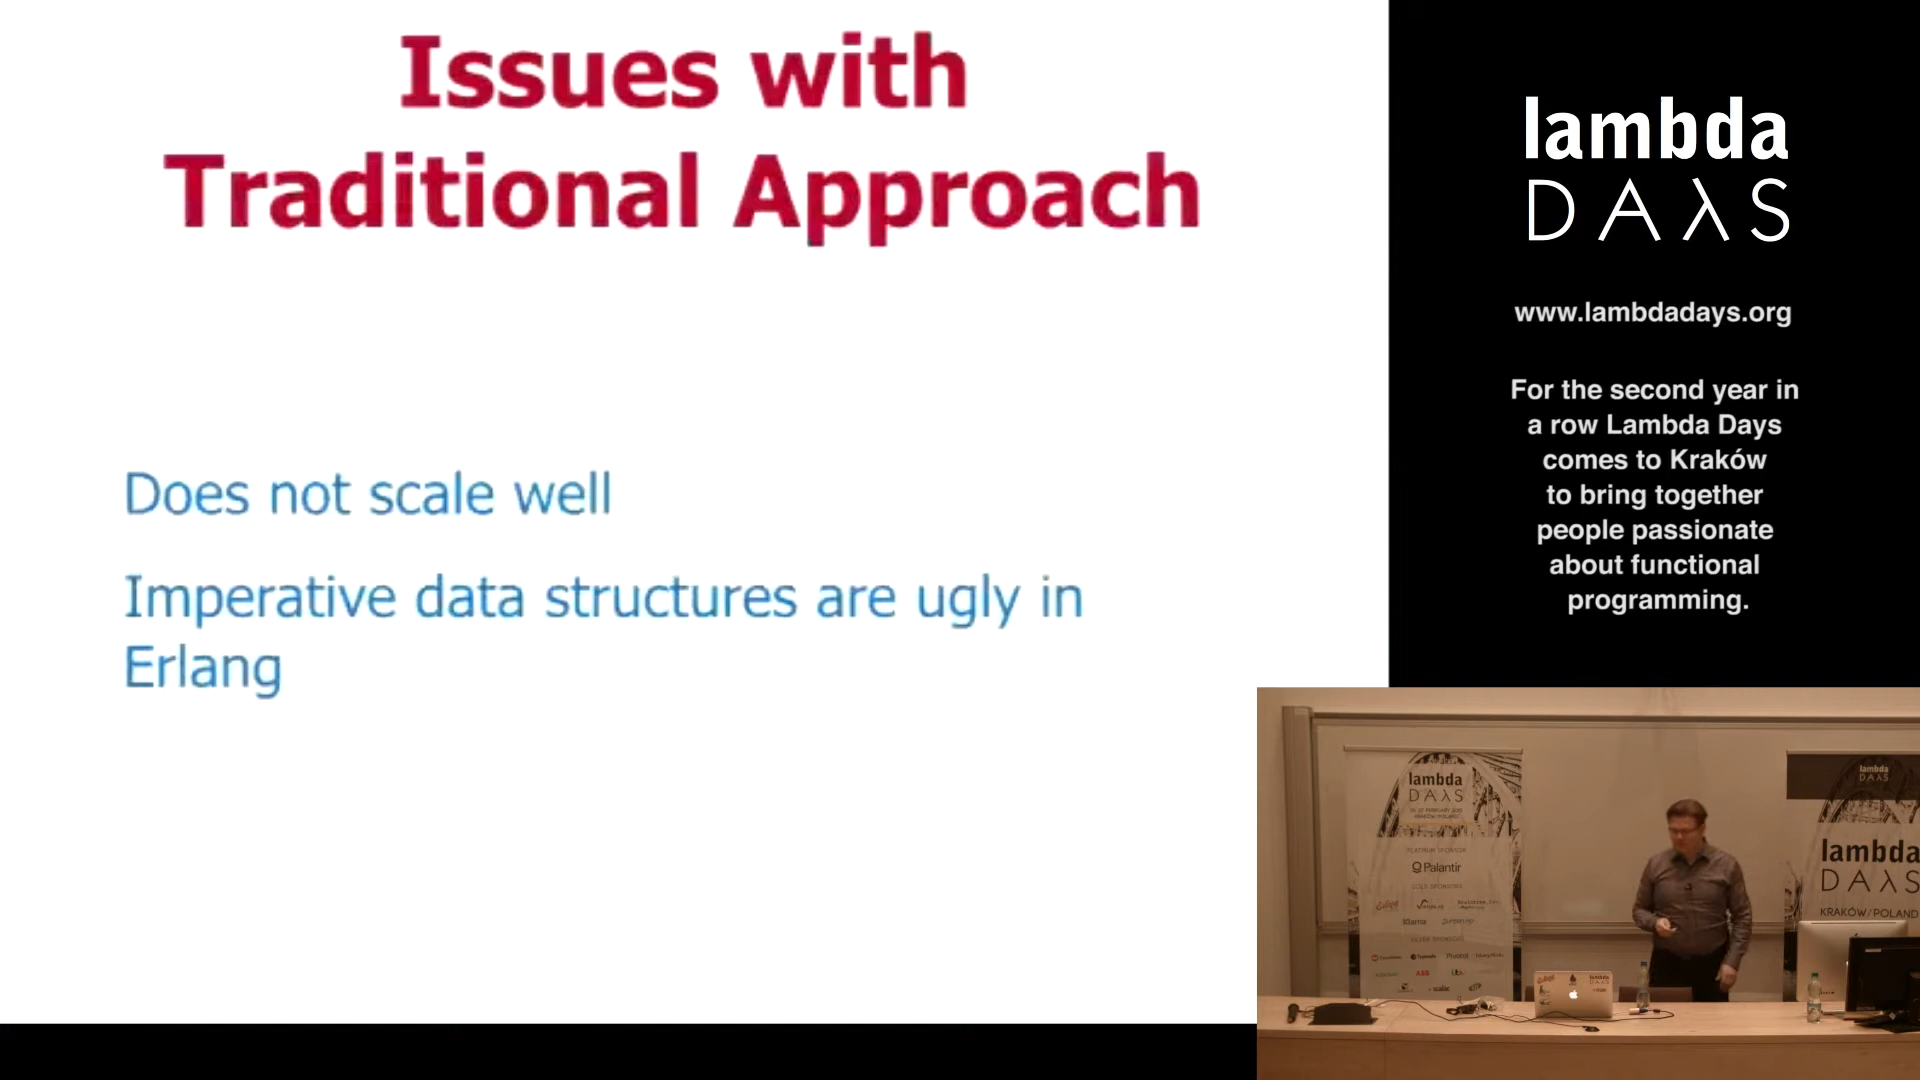 Issues with
Traditional Approach
Does not scale well
Imperative data structures are ugly in
Erlang
lambda
DAλS
www.lambdadays.org
For the second year in
a row Lambda Days
comes to Kraków
to bring together
people passionate
about functional
programming.
lambda
DAλS
Palantir
lambda
DAλS
lambda
DAλS
KRAKÓW/POLAND